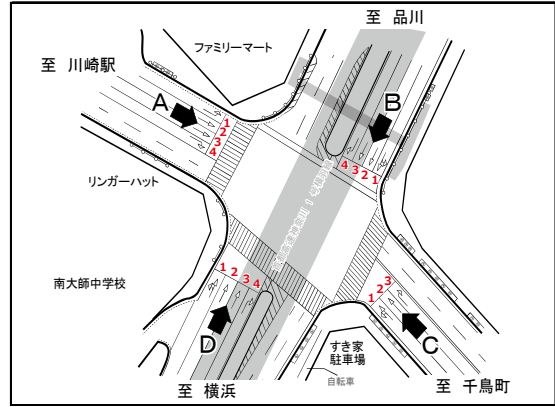 至 品川
ファミリーマート
至 川崎駅
A
B
1
2
3
4
4 3 2 1
リンガーハット
南大師中学校
1 2 3 4
1 2 3
D
C
すき家
駐車場
自転車
至 横浜
至 千鳥町